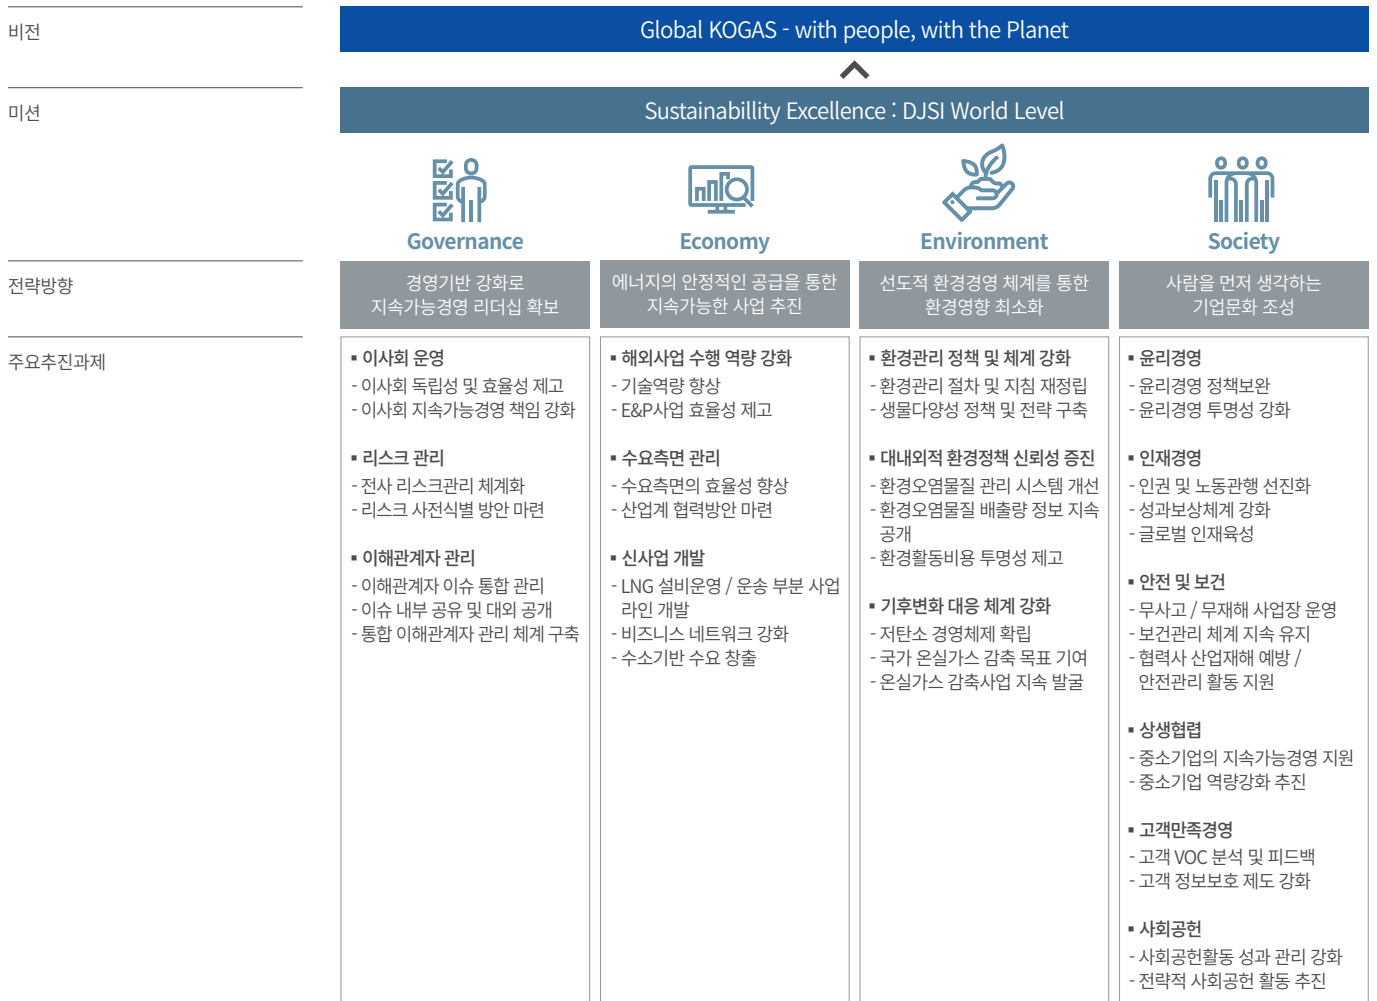 비전
Global KOGAS - with people, with the Planet
미션
Sustainabillity Excellence : DJSI World Level
Governance
Economy
Environment
Society
전략방향
경영기반 강화로
지속가능경영 리더십 확보
에너지의 안정적인 공급을 통한
지속가능한 사업 추진
선도적 환경경영 체계를 통한
환경영향 최소화
사람을 먼저 생각하는
기업문화 조성
주요추진과제
▪ 이사회 운영
- 이사회 독립성 및 효율성 제고
- 이사회 지속가능경영 책임 강화
▪ 리스크 관리
- 전사 리스크관리 체계화
- 리스크 사전식별 방안 마련
▪ 이해관계자 관리
- 이해관계자 이슈 통합 관리
- 이슈 내부 공유 및 대외 공개
- 통합 이해관계자 관리 체계 구축
▪ 해외사업 수행 역량 강화
- 기술역량 향상
- E&P사업 효율성 제고
▪ 수요측면 관리
- 수요측면의 효율성 향상
- 산업계 협력방안 마련
▪ 신사업 개발
- LNG 설비운영 / 운송 부분 사업
라인 개발
- 비즈니스 네트워크 강화
- 수소기반 수요 창출
▪ 환경관리 정책 및 체계 강화
- 환경관리 절차 및 지침 재정립
- 생물다양성 정책 및 전략 구축
▪ 대내외적 환경정책 신뢰성 증진
- 환경오염물질 관리 시스템 개선
- 환경오염물질 배출량 정보 지속
공개
- 환경활동비용 투명성 제고
▪ 기후변화 대응 체계 강화
- 저탄소 경영체제 확립
- 국가 온실가스 감축 목표 기여
- 온실가스 감축사업 지속 발굴
▪ 윤리경영
- 윤리경영 정책보완
- 윤리경영 투명성 강화
▪ 인재경영
- 인권 및 노동관행 선진화
- 성과보상체계 강화
- 글로벌 인재육성
▪ 안전 및 보건
- 무사고 / 무재해 사업장 운영
- 보건관리 체계 지속 유지
- 협력사 산업재해 예방 /
안전관리 활동 지원
▪ 상생협렵
- 중소기업의 지속가능경영 지원
- 중소기업 역량강화 추진
▪ 고객만족경영
- 고객 VOC 분석 및 피드백
- 고객 정보보호 제도 강화
▪ 사회공헌
- 사회공헌활동 성과 관리 강화
- 전략적 사회공헌 활동 추진